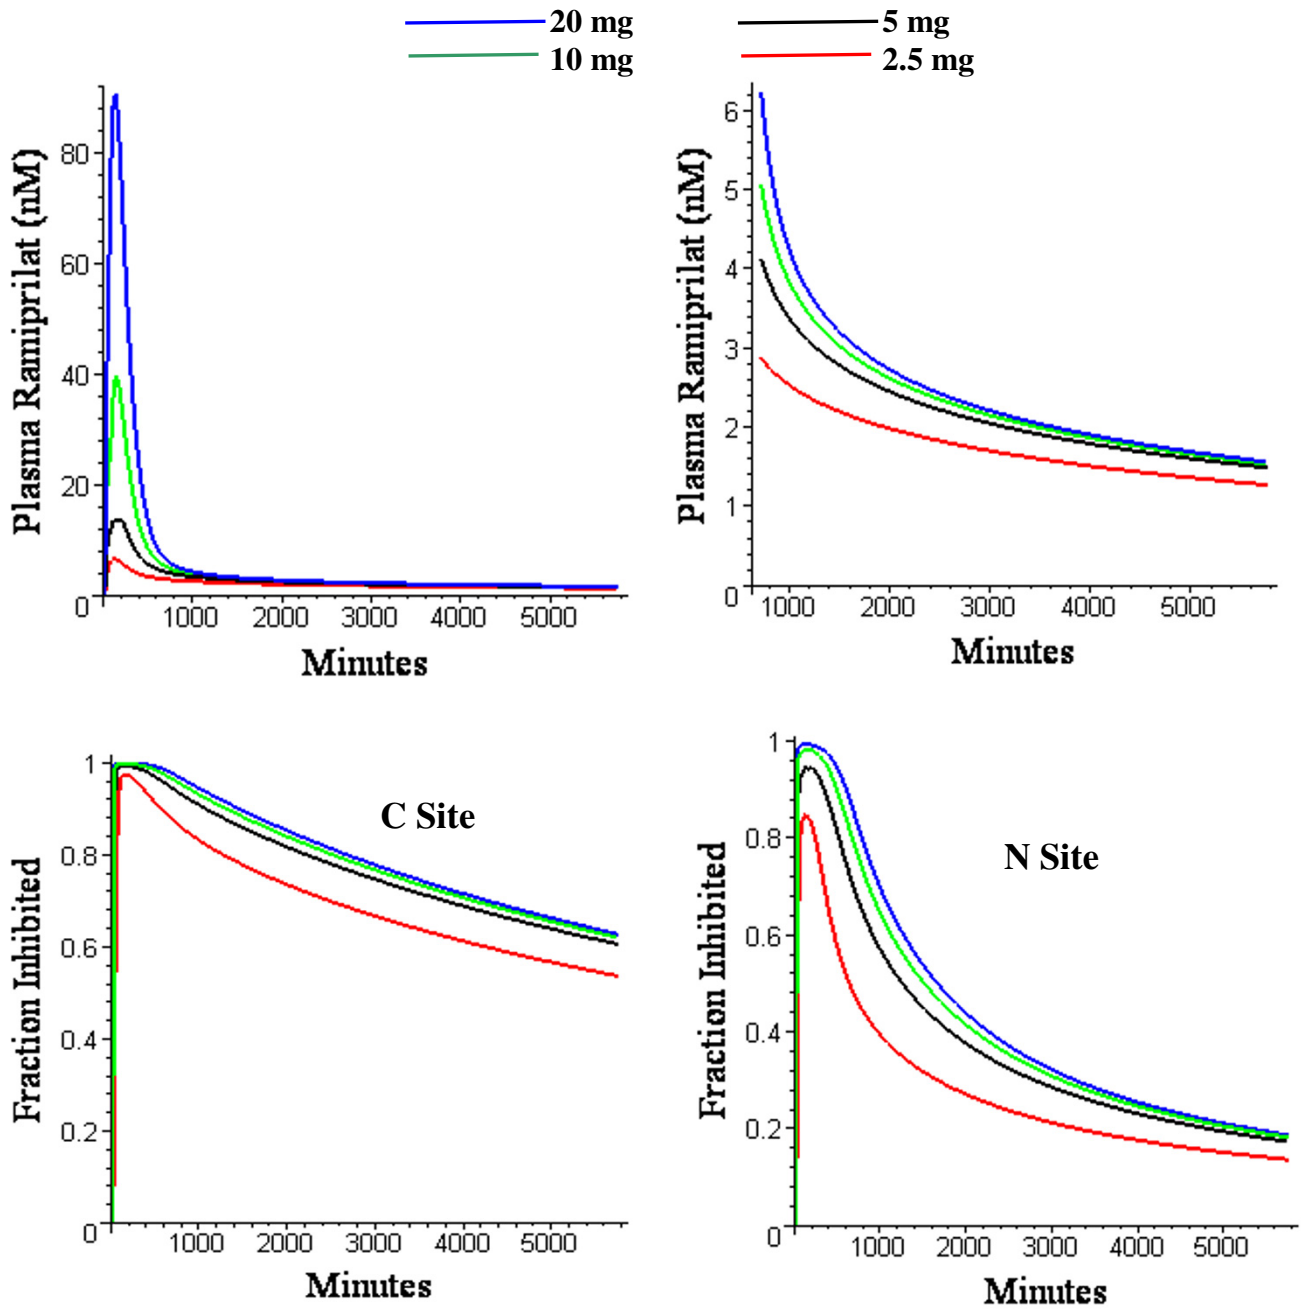 20 mg
5 mg
10 mg
2.5 mg
Plasma Ramiprilat (nM)
80
60
40
20
0
1000 2000 3000 4000 5000
Minutes
Plasma Ramiprilat (nM)
6
5
4
3
2
1
0
1000 2000 3000 4000 5000
Minutes
Fraction Inhibited
1
0.8
0.6
0.4
0.2
0
C Site
1000 2000 3000 4000 5000
Minutes
Fraction Inhibited
1
0.8
0.6
0.4
0.2
0
N Site
1000 2000 3000 4000 5000
Minutes